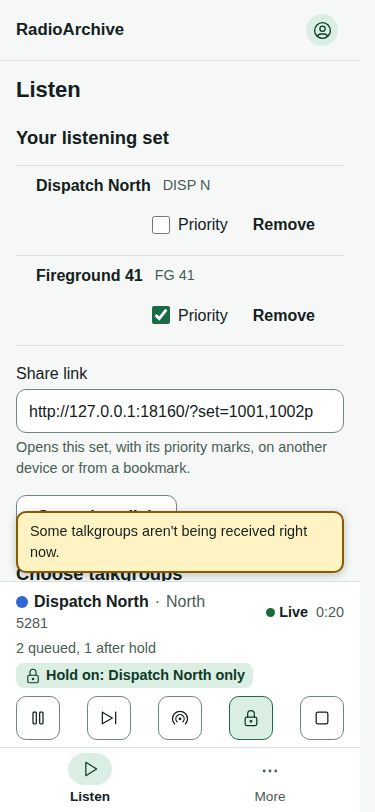 RadioArchive
Listen
Your listening set
Dispatch North DISP N
Priority Remove
Fireground 41 FG 41
Priority Remove
Share link
http://127.0.0.1:18160/?set=1001,1002p
Opens this set, with its priority marks, on another
device or from a bookmark.
Some talkgroups aren't being received right
now.
Choose talkgroups
Dispatch North · North
5281
Live 0:20
2 queued, 1 after hold
Hold on: Dispatch North only
Listen
More